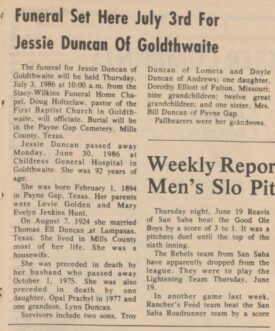 Funeral Set Here July 3rd For
Jessie Duncan Of Goldthwaite
The funeral for Jessie Duncan of
Goldthwaite will be held Thursday,
July 3, 1986 at 10:00 a.m. from the
Stacy-Wilkins Funeral Home Chapel.
Doug Holtzclaw, pastor of the
First Baptist Church in Goldthwaite,
will officiate. Burial will be
in the Payne Gap Cemetery, Mills
County, Texas.
Jessie Duncan passed away
Monday, June 30, 1986 at
Childress General Hospital in
Goldthwaite. She was 92 years of
age.
She was born February 1, 1894
in Payne Gap, Texas. Her parents
were Levie Golden and Mary
Evelyn Jenkins Hunt.
On August 7, 1924 she married
Thomas Ell Duncan at Lampasas,
Texas. She lived in Mills County
most of her life. She was a
housewife.
She was preceded in death by
her husband who passed away
October 1, 1975. She was also
preceded in death by one
daughter, Opal Prachyl in 1977 and
one grandson, Lynn Duncan.
Survivors include two sons, Troy
Duncan of Lometa and Doyle
Duncan of Andrews; one daughter,
Dorothy Elliott of Fulton, Missouri;
nine grandchildren; twelve great
grandchildren; and one sister, Mrs.
Bill Duncan of Payne Gap.
Pallbearers were her grandsons.
Weekly Repor
Men's Slo Pit
Thursday night, June 19 Reavis
of San Saba beat the Good Ole
Boys by a score of 3 to 1. It was a
pitchers duel until the top of the
sixth inning.
The Rebels team from San Saba
have apparently dropped from the
league. They were to play the
Lightening Team Thursday, June
19.
In another game last week,
Rancher's Feed team beat the San
Saba Roadrunner team by a score